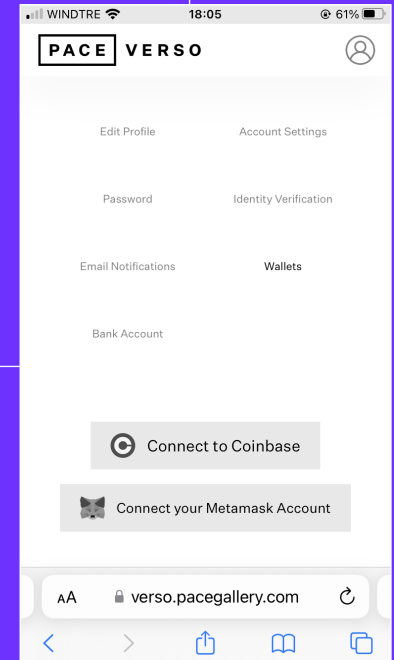 WINDTRE 18:05 61%
PACE VERSO
Edit Profile Account Settings
Password Identity Verification
Email Notifications Wallets
Bank Account
Connect to Coinbase
Connect your Metamask Account
AA verso.pacegallery.com